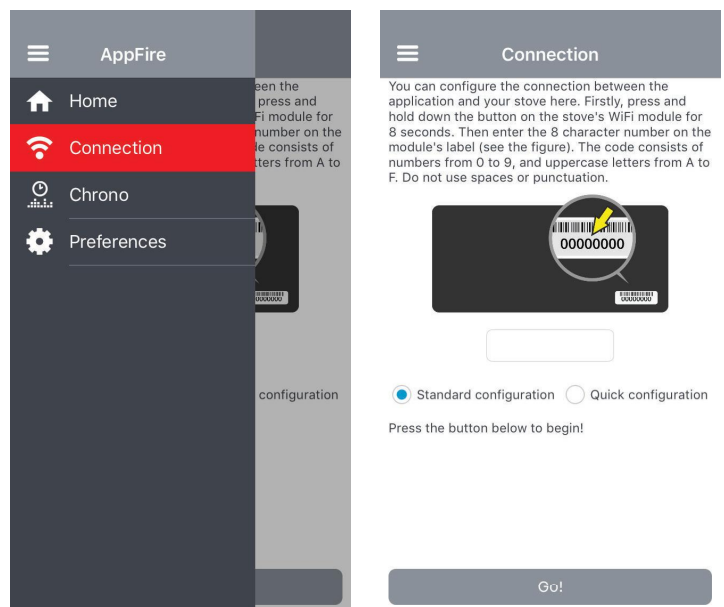 AppFire
Home
Connection
Chrono
Preferences
een the
press and
Fi module for
number on the
le consists of
tters from A to
00000000
configuration
Connection
You can configure the connection between the
application and your stove here. Firstly, press and
hold down the button on the stove's WiFi module for
8 seconds. Then enter the 8 character number on the
module's label (see the figure). The code consists of
numbers from 0 to 9, and uppercase letters from A to
F. Do not use spaces or punctuation.
00000000
00000000
Standard configuration Quick configuration
Press the button below to begin!
Go!